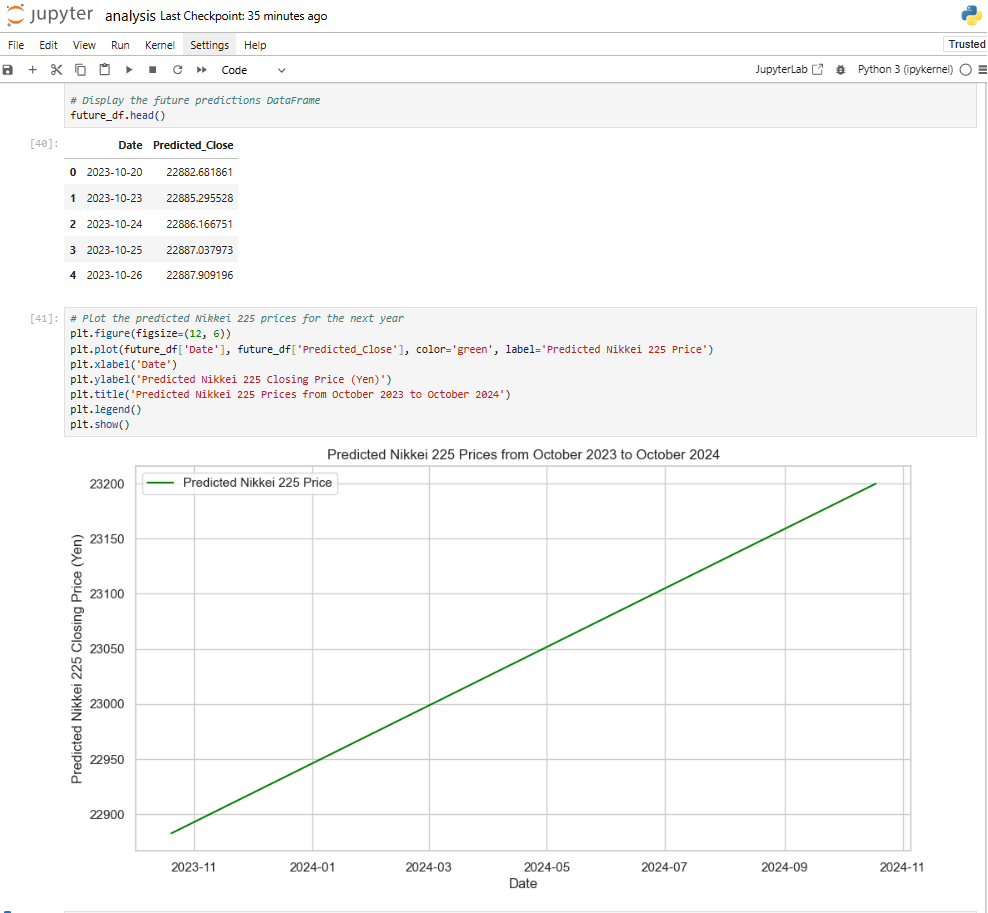 jupyter analysis Last Checkpoint: 35 minutes ago
File Edit View Run Kernel Settings Help Trusted
Code JupyterLab Python 3 (ipykernel)
# Display the future predictions DataFrame
future_df.head()
[40]: Date Predicted_Close
0 2023-10-20 22882.681861
1 2023-10-23 22885.295528
2 2023-10-24 22886.166751
3 2023-10-25 22887.037973
4 2023-10-26 22887.909196
[41]: # Plot the predicted Nikkei 225 prices for the next year
plt.figure(figsize=(12, 6))
plt.plot(future_df['Date'], future_df['Predicted_Close'], color='green', label='Predicted Nikkei 225 Price')
plt.xlabel('Date')
plt.ylabel('Predicted Nikkei 225 Closing Price (Yen)')
plt.title('Predicted Nikkei 225 Prices from October 2023 to October 2024')
plt.legend()
plt.show()
Predicted Nikkei 225 Prices from October 2023 to October 2024
Predicted Nikkei 225 Price
Predicted Nikkei 225 Closing Price (Yen)
23200
23150
23100
23050
23000
22950
22900
2023-11 2024-01 2024-03 2024-05 2024-07 2024-09 2024-11
Date